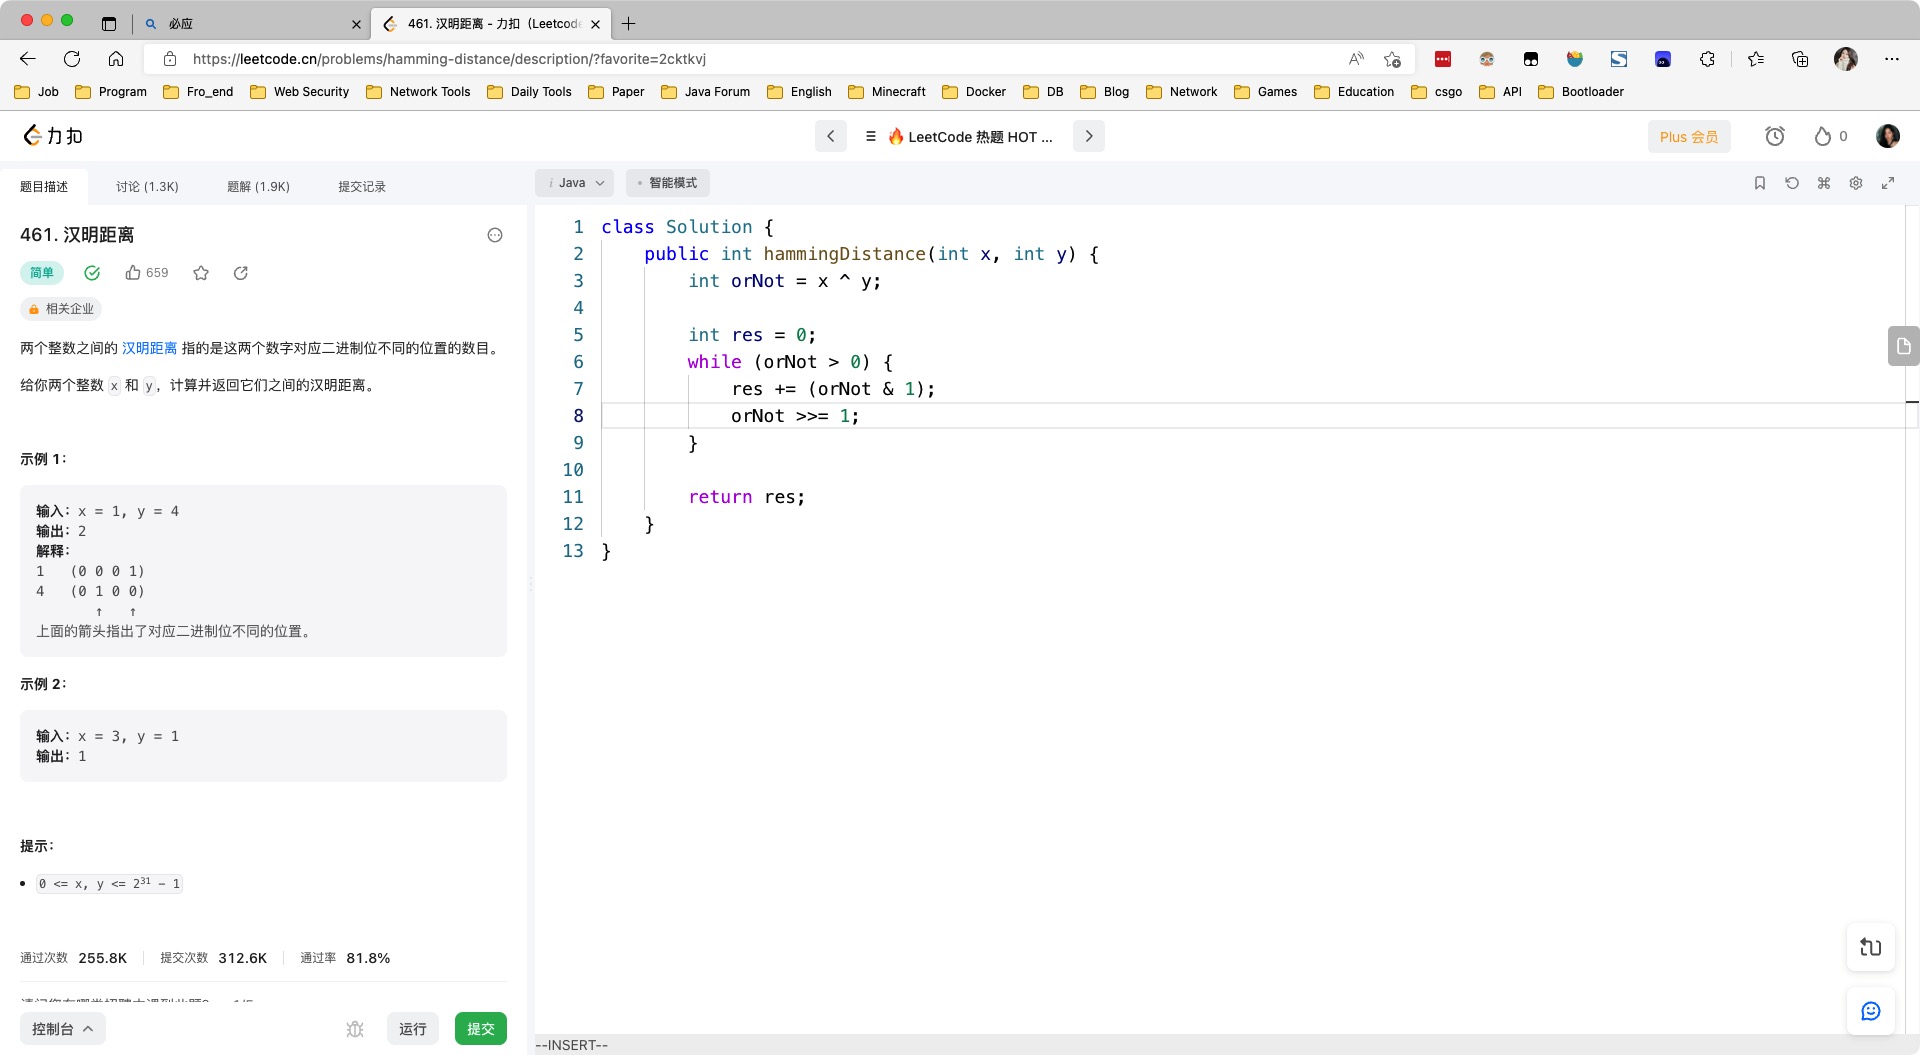 必应
461. 汉明距离 - 力扣（Leetcod
https://leetcode.cn/problems/hamming-distance/description/?favorite=2cktkvj
Job Program Fro_end Web Security Network Tools Daily Tools Paper Java Forum English Minecraft Docker DB Blog Network Games Education csgo API Bootloader
力扣
LeetCode 热题 HOT ...
Plus 会员
0
题目描述 讨论 (1.3K) 题解 (1.9K) 提交记录
i Java
智能模式
461. 汉明距离
简单 659
相关企业
两个整数之间的 汉明距离 指的是这两个数字对应二进制位不同的位置的数目。
给你两个整数 x 和 y，计算并返回它们之间的汉明距离。
示例 1：
输入：x = 1, y = 4
输出：2
解释：
1 (0 0 0 1)
4 (0 1 0 0)
↑ ↑
上面的箭头指出了对应二进制位不同的位置。
示例 2：
输入：x = 3, y = 1
输出：1
提示：
0 <= x, y <= 2³¹ - 1
通过次数 255.8K 提交次数 312.6K 通过率 81.8%
控制台
运行
提交
1 class Solution {
2 public int hammingDistance(int x, int y) {
3 int orNot = x ^ y;
4
5 int res = 0;
6 while (orNot > 0) {
7 res += (orNot & 1);
8 orNot >>= 1;
9 }
10
11 return res;
12 }
13 }
--INSERT--